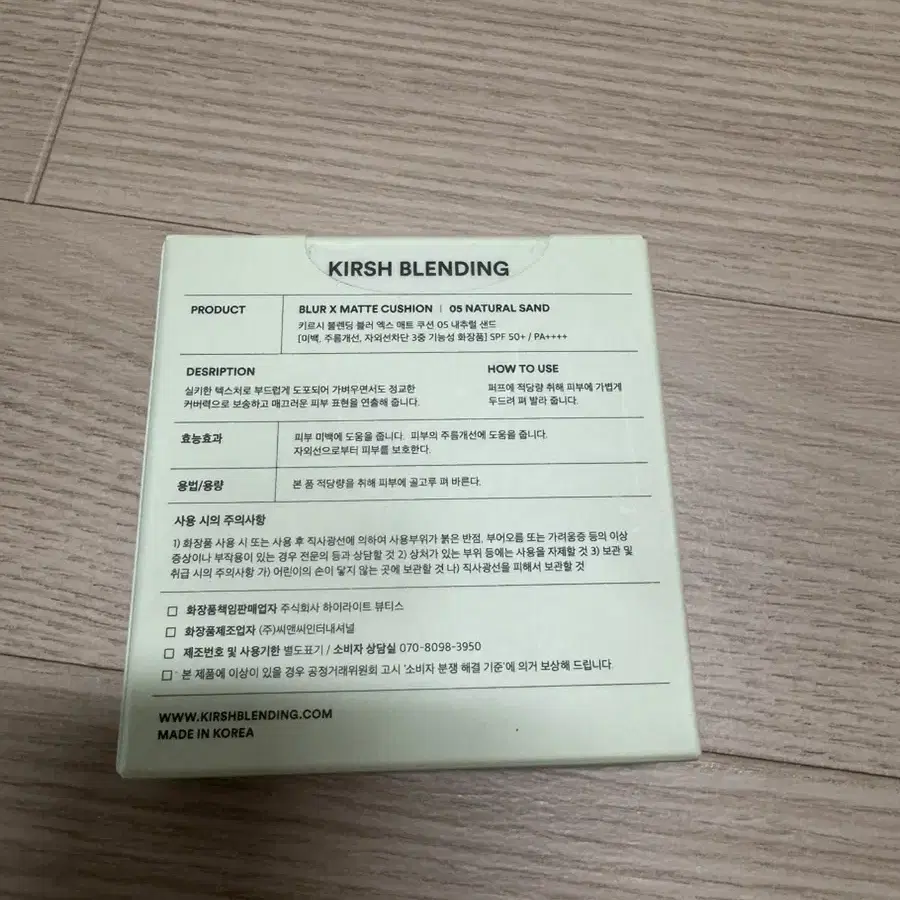 KIRSH BLENDING
PRODUCT
BLUR X MATTE CUSHION | 05 NATURAL SAND
키르시 블렌딩 블러 엑스 매트 쿠션 05 내추럴 샌드
[미백, 주름개선, 자외선차단 3중 기능성 화장품] SPF 50+ / PA++++
DESRIPTION
실키한 텍스처로 부드럽게 도포되어 가벼우면서도 정교한
커버력으로 보송하고 매끄러운 피부 표현을 연출해 줍니다.
HOW TO USE
퍼프에 적당량 취해 피부에 가볍게
두드려 펴 발라 줍니다.
효능효과
피부 미백에 도움을 줍니다. 피부의 주름개선에 도움을 줍니다.
자외선으로부터 피부를 보호한다.
용법/용량
본 품 적당량을 취해 피부에 골고루 펴 바른다.
사용 시의 주의사항
1) 화장품 사용 시 또는 사용 후 직사광선에 의하여 사용부위가 붉은 반점, 부어오름 또는 가려움증 등의 이상
증상이나 부작용이 있는 경우 전문의 등과 상담할 것 2) 상처가 있는 부위 등에는 사용을 자제할 것 3) 보관 및
취급 시의 주의사항 가) 어린이의 손이 닿지 않는 곳에 보관할 것 나) 직사광선을 피해서 보관할 것
□ 화장품책임판매업자 주식회사 하이라이트 뷰티스
□ 화장품제조업자 (주)씨앤씨인터내셔널
□ 제조번호 및 사용기한 별도표기 / 소비자 상담실 070-8098-3950
□ 본 제품에 이상이 있을 경우 공정거래위원회 고시 '소비자 분쟁 해결 기준'에 의거 보상해 드립니다.
WWW.KIRSHBLENDING.COM
MADE IN KOREA